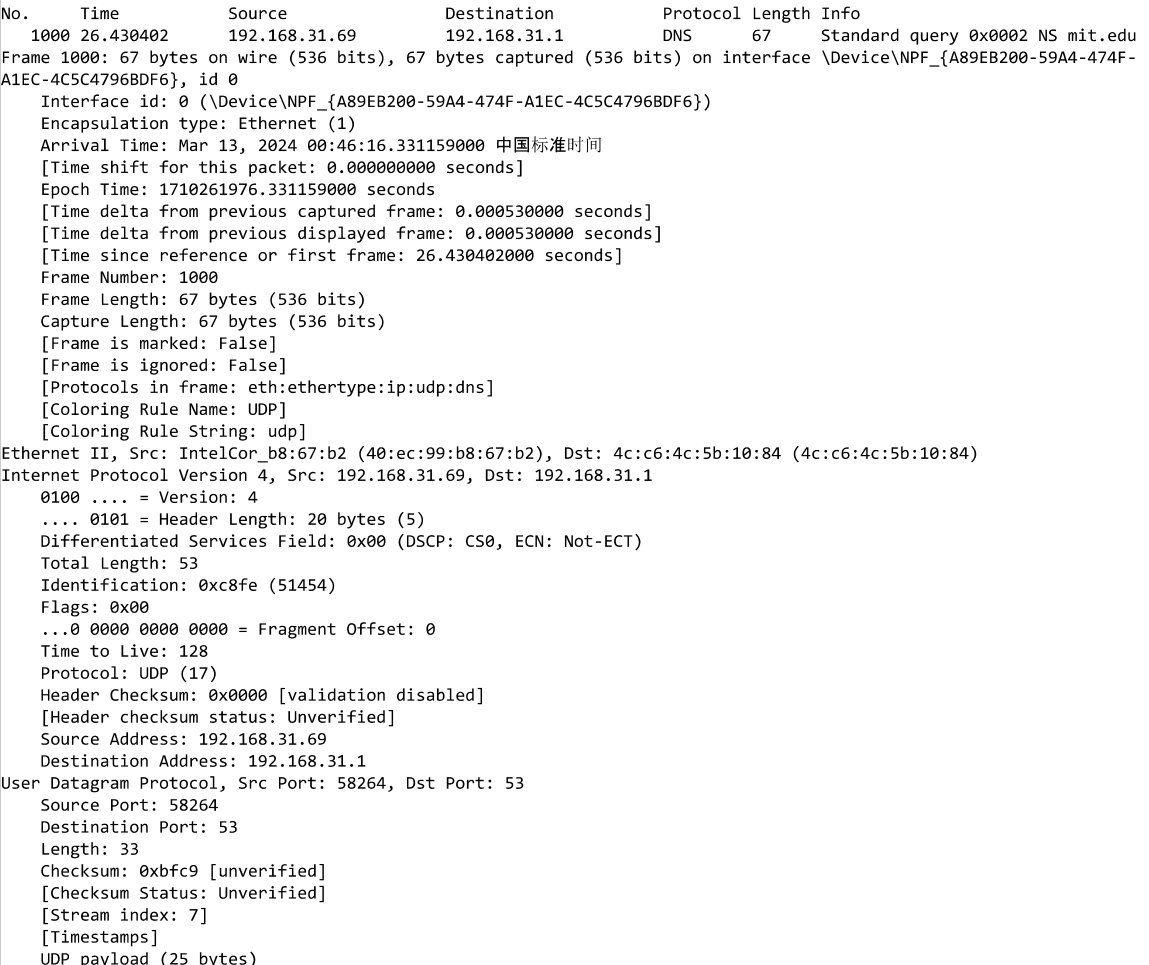 No.     Time           Source                Destination           Protocol Length Info
   1000 26.430402      192.168.31.69         192.168.31.1          DNS      67     Standard query 0x0002 NS mit.edu
Frame 1000: 67 bytes on wire (536 bits), 67 bytes captured (536 bits) on interface \Device\NPF_{A89EB200-59A4-474F-
A1EC-4C5C4796BDF6}, id 0
    Interface id: 0 (\Device\NPF_{A89EB200-59A4-474F-A1EC-4C5C4796BDF6})
    Encapsulation type: Ethernet (1)
    Arrival Time: Mar 13, 2024 00:46:16.331159000 中国标准时间
    [Time shift for this packet: 0.000000000 seconds]
    Epoch Time: 1710261976.331159000 seconds
    [Time delta from previous captured frame: 0.000530000 seconds]
    [Time delta from previous displayed frame: 0.000530000 seconds]
    [Time since reference or first frame: 26.430402000 seconds]
    Frame Number: 1000
    Frame Length: 67 bytes (536 bits)
    Capture Length: 67 bytes (536 bits)
    [Frame is marked: False]
    [Frame is ignored: False]
    [Protocols in frame: eth:ethertype:ip:udp:dns]
    [Coloring Rule Name: UDP]
    [Coloring Rule String: udp]
Ethernet II, Src: IntelCor_b8:67:b2 (40:ec:99:b8:67:b2), Dst: 4c:c6:4c:5b:10:84 (4c:c6:4c:5b:10:84)
Internet Protocol Version 4, Src: 192.168.31.69, Dst: 192.168.31.1
    0100 .... = Version: 4
    .... 0101 = Header Length: 20 bytes (5)
    Differentiated Services Field: 0x00 (DSCP: CS0, ECN: Not-ECT)
    Total Length: 53
    Identification: 0xc8fe (51454)
    Flags: 0x00
    ...0 0000 0000 0000 = Fragment Offset: 0
    Time to Live: 128
    Protocol: UDP (17)
    Header Checksum: 0x0000 [validation disabled]
    [Header checksum status: Unverified]
    Source Address: 192.168.31.69
    Destination Address: 192.168.31.1
User Datagram Protocol, Src Port: 58264, Dst Port: 53
    Source Port: 58264
    Destination Port: 53
    Length: 33
    Checksum: 0xbfc9 [unverified]
    [Checksum Status: Unverified]
    [Stream index: 7]
    [Timestamps]
    UDP payload (25 bytes)